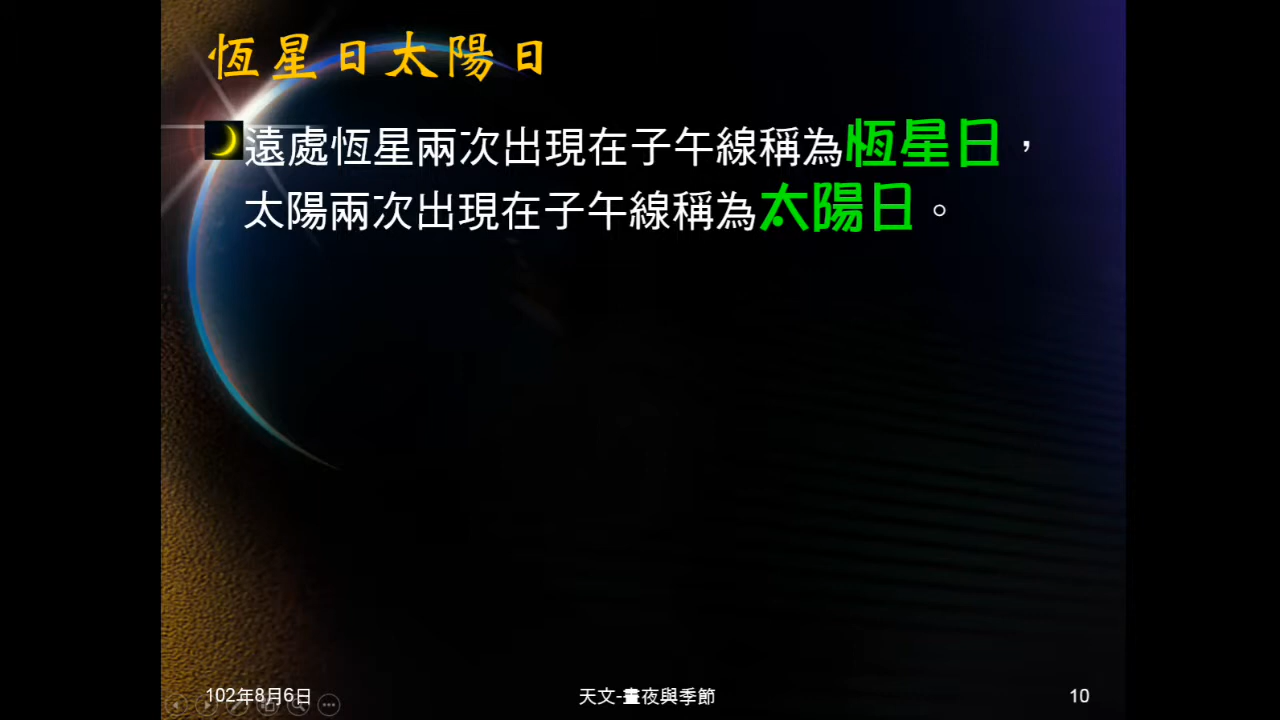 恆星日太陽日
遠處恆星兩次出現在子午線稱為恆星日，
太陽兩次出現在子午線稱為太陽日。
102年8月6日
天文-晝夜與季節
10